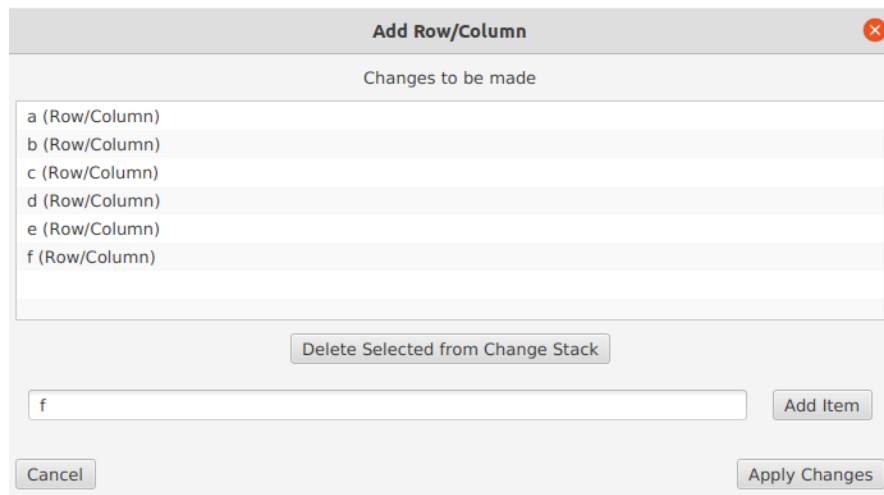 Add Row/Column
Changes to be made
a (Row/Column)
b (Row/Column)
c (Row/Column)
d (Row/Column)
e (Row/Column)
f (Row/Column)
Delete Selected from Change Stack
f
Add Item
Cancel
Apply Changes